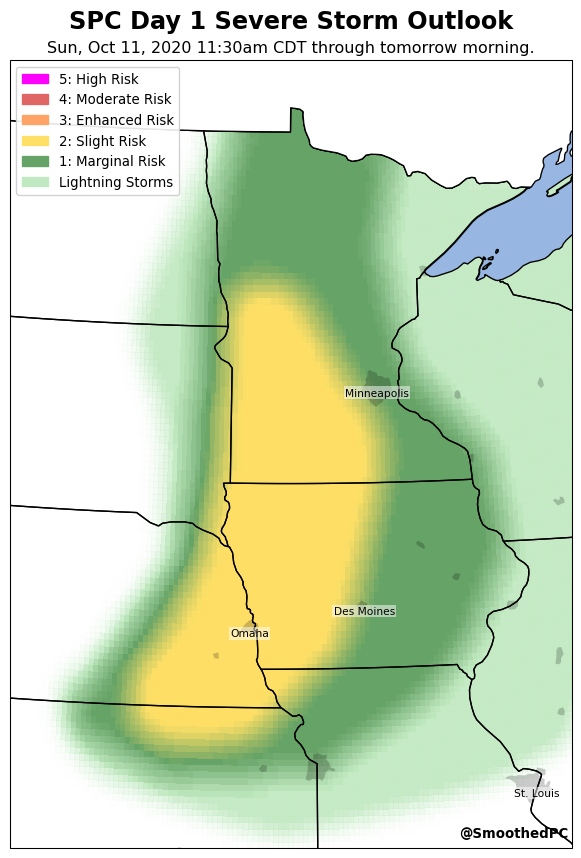 SPC Day 1 Severe Storm Outlook
Sun, Oct 11, 2020 11:30am CDT through tomorrow morning.
5: High Risk
4: Moderate Risk
3: Enhanced Risk
2: Slight Risk
1: Marginal Risk
Lightning Storms
Minneapolis
Des Moines
Omaha
St. Louis
@SmoothedPC